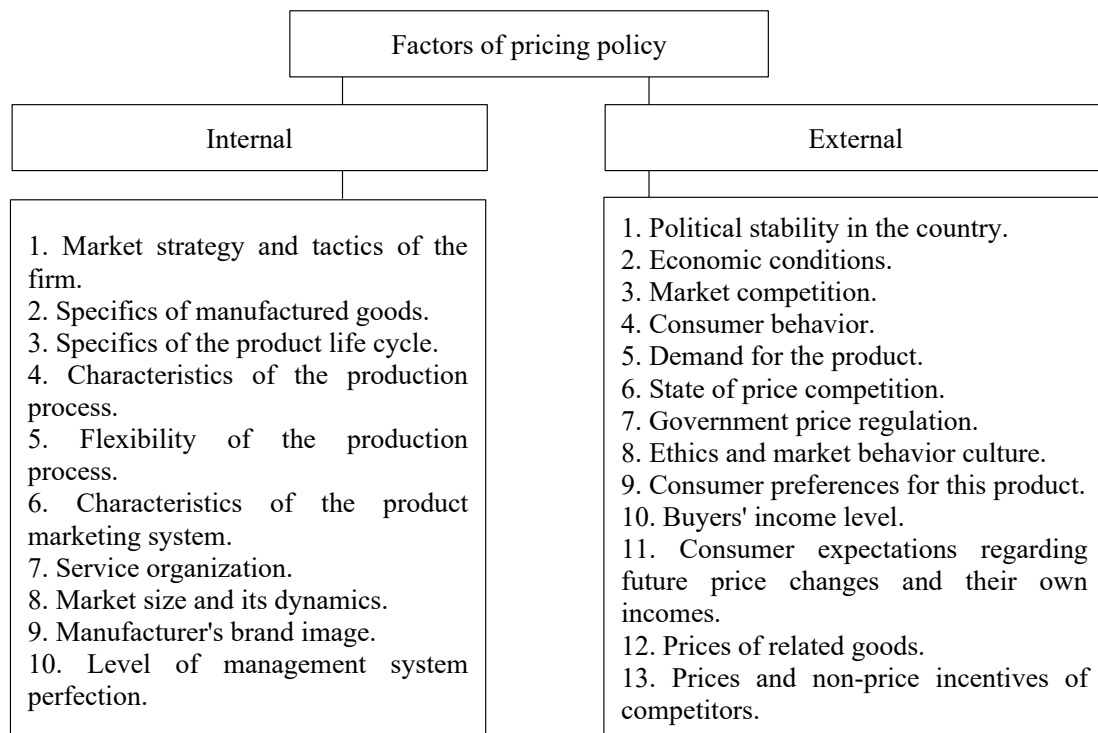 Factors of pricing policy
Internal
External
1. Market strategy and tactics of the
firm.
2. Specifics of manufactured goods.
3. Specifics of the product life cycle.
4. Characteristics of the production
process.
5. Flexibility of the production
process.
6. Characteristics of the product
marketing system.
7. Service organization.
8. Market size and its dynamics.
9. Manufacturer's brand image.
10. Level of management system
perfection.
1. Political stability in the country.
2. Economic conditions.
3. Market competition.
4. Consumer behavior.
5. Demand for the product.
6. State of price competition.
7. Government price regulation.
8. Ethics and market behavior culture.
9. Consumer preferences for this product.
10. Buyers' income level.
11. Consumer expectations regarding
future price changes and their own
incomes.
12. Prices of related goods.
13. Prices and non-price incentives of
competitors.